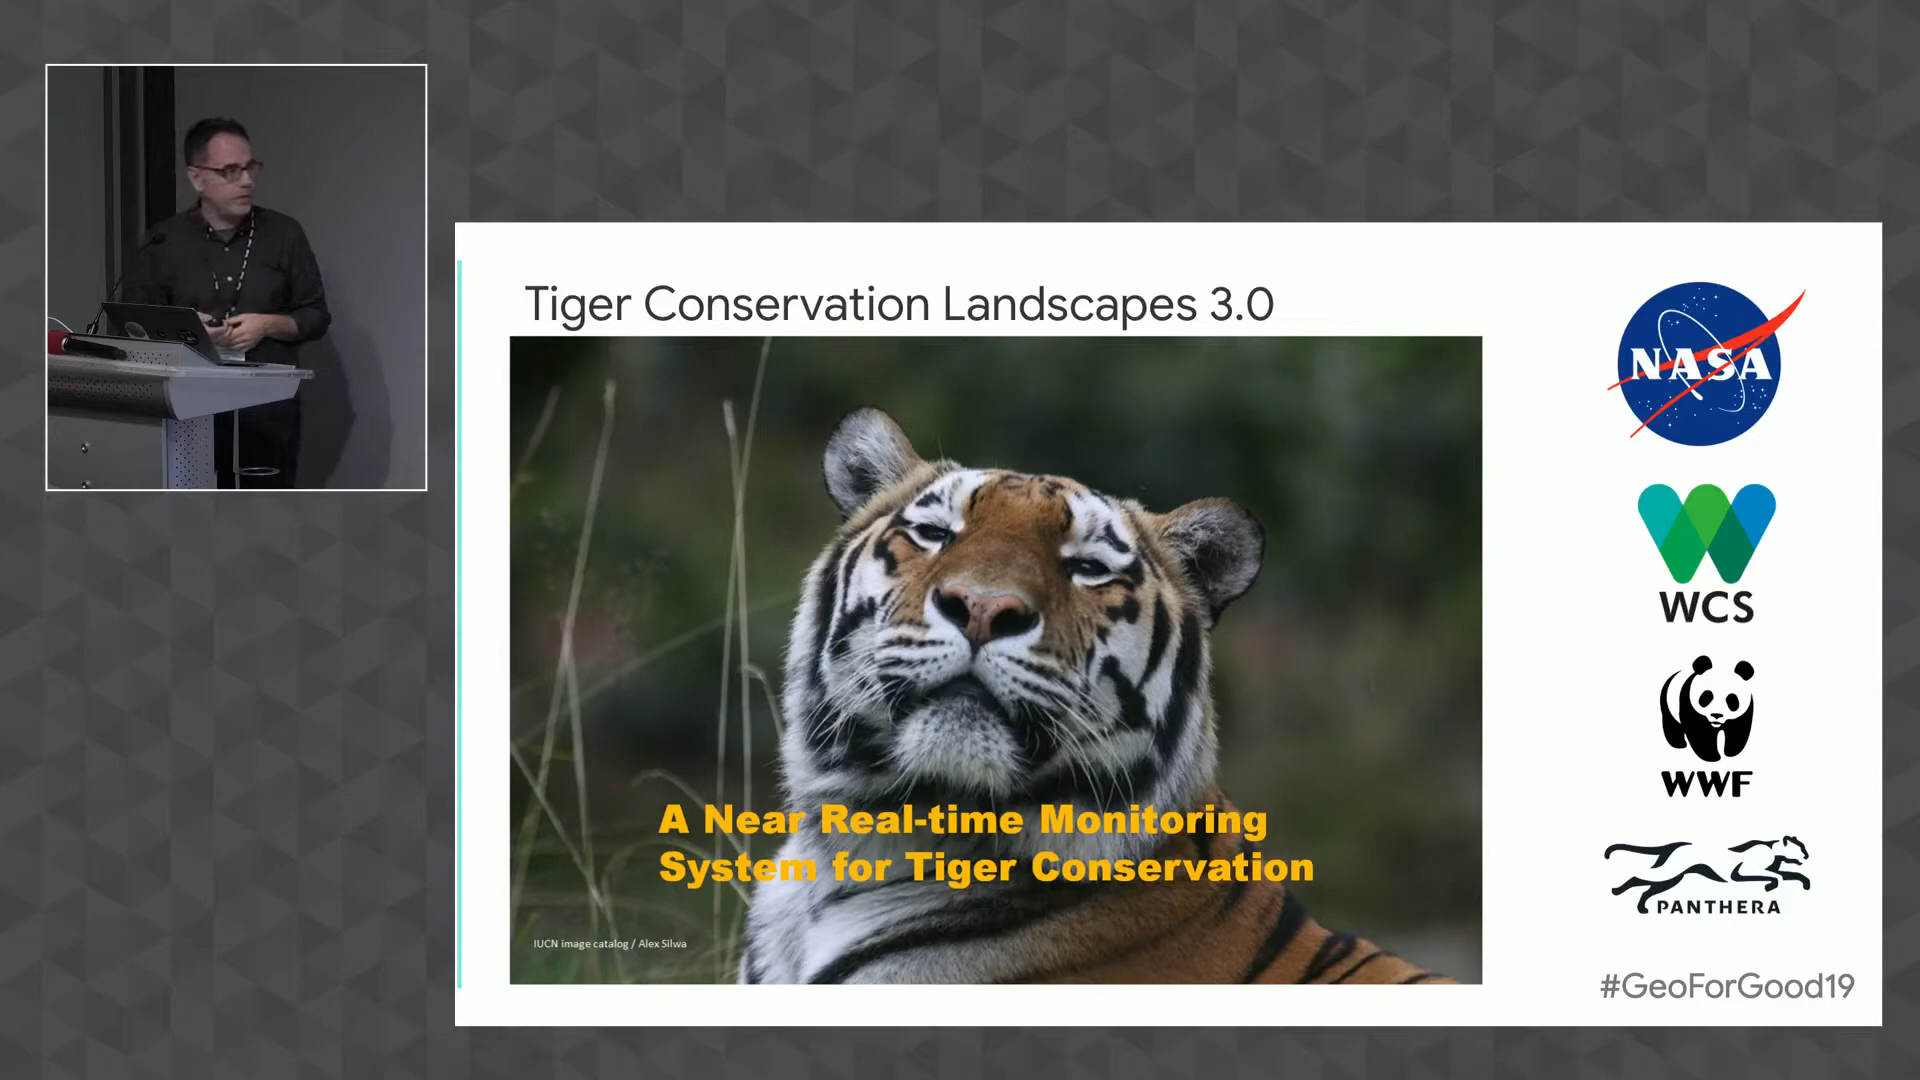 Tiger Conservation Landscapes 3.0
A Near Real-time Monitoring
System for Tiger Conservation
IUCN image catalog / Alex Silwa
NASA
WCS
WWF
PANTHERA
#GeoForGood19